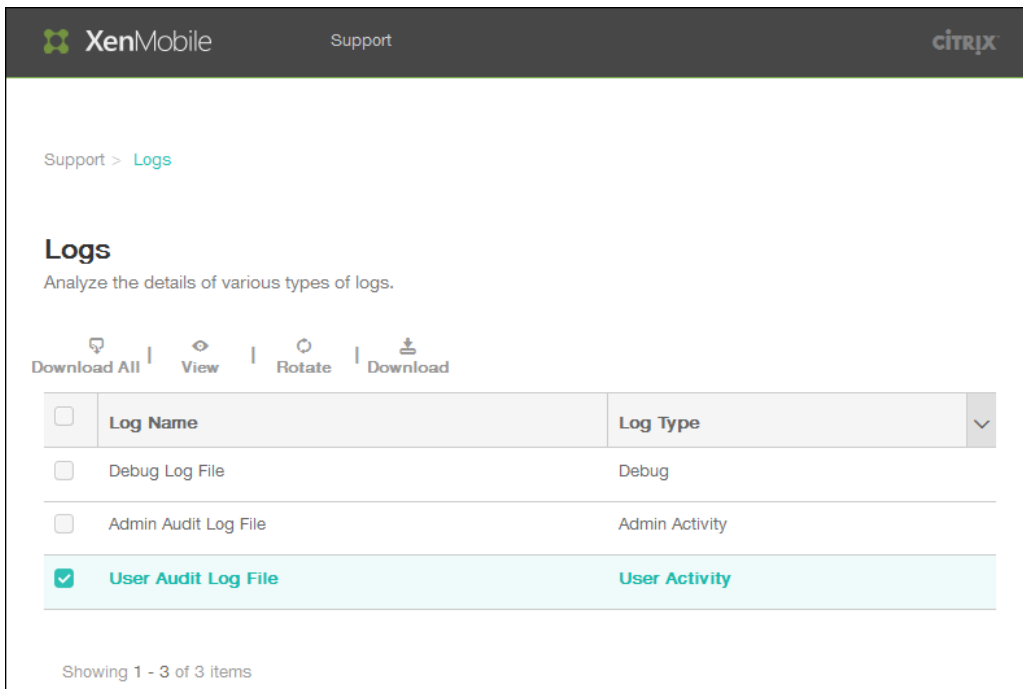 XenMobile Support CİTRIX
Support > Logs
Logs
Analyze the details of various types of logs.
Download All | View | Rotate | Download
Log Name Log Type
Debug Log File Debug
Admin Audit Log File Admin Activity
User Audit Log File User Activity
Showing 1 - 3 of 3 items